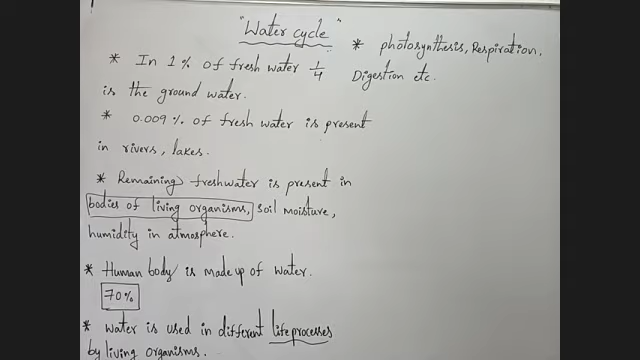 "Water cycle"
* In 1% of fresh water 1/4
is the ground water.
* 0.009% of fresh water is present
in rivers, lakes.
* Remaining freshwater is present in
bodies of living organisms, soil moisture,
humidity in atmosphere.
* Human body is made up of water.
70%
* Water is used in different life processes
by living organisms.
* photosynthesis, Respiration,
Digestion etc.